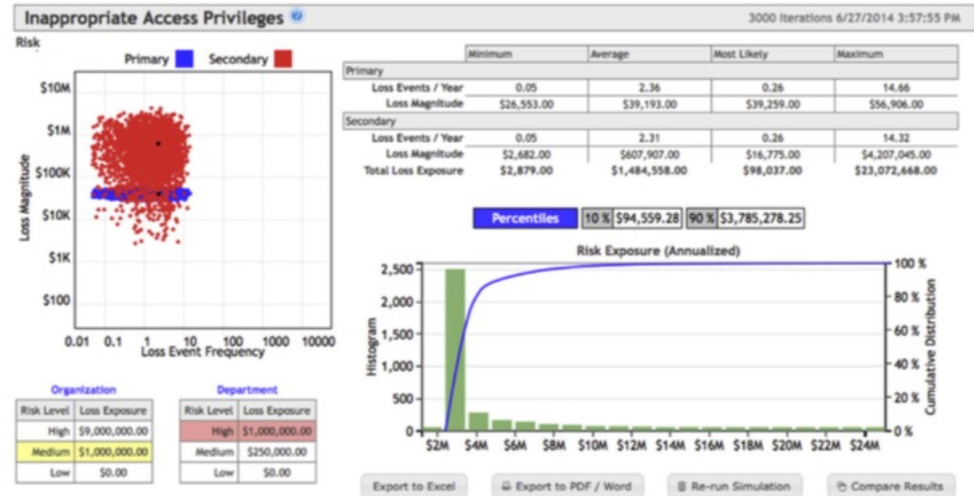 Inappropriate Access Privileges
3000 Iterations 6/27/2014 3:57:55 PM
Risk
Primary Secondary
$10M
$1M
$100K
$10K
$1K
$100
Loss Magnitude
0.01 0.1 1 10 100 1000 10000
Loss Event Frequency
Minimum Average Most Likely Maximum
Primary
Loss Events / Year 0.05 2.36 0.26 14.66
Loss Magnitude $26,553.00 $39,193.00 $39,259.00 $56,906.00
Secondary
Loss Events / Year 0.05 2.31 0.26 14.32
Loss Magnitude $2,682.00 $607,907.00 $16,775.00 $4,207,045.00
Total Loss Exposure $2,879.00 $1,484,558.00 $98,037.00 $23,072,668.00
Percentiles 10 % $94,559.28 90 % $3,785,278.25
Risk Exposure (Annualized)
2,500
2,000
1,500
1,000
500
0
Histogram
100 %
80 %
60 %
40 %
20 %
0 %
Cumulative Distribution
$2M $4M $6M $8M $10M $12M $14M $16M $18M $20M $22M $24M
Organization
Risk Level Loss Exposure
High $9,000,000.00
Medium $1,000,000.00
Low $0.00
Department
Risk Level Loss Exposure
High $1,000,000.00
Medium $250,000.00
Low $0.00
Export to Excel
Export to PDF / Word
Re-run Simulation
Compare Results